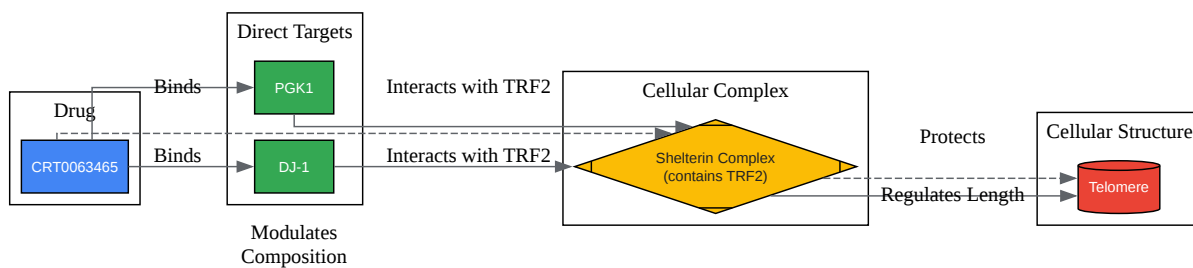 Direct Targets
Drug
Cellular Complex
Cellular Structure
CRT0063465
Binds
Binds
PGK1
DJ-1
Modulates
Composition
Interacts with TRF2
Interacts with TRF2
Shelterin Complex
(contains TRF2)
Protects
Regulates Length
Telomere